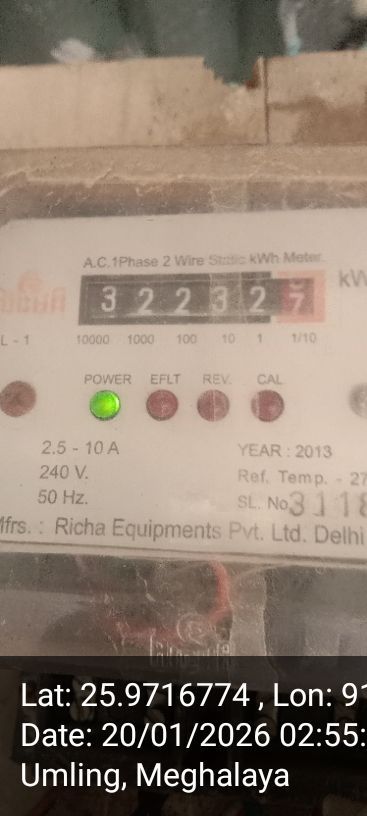 A.C.1Phase 2 Wire Static kWh Meter.
3 2 2 3 2 7
L - 1 10000 1000 100 10 1 1/10
POWER EFLT REV. CAL
2.5 - 10 A
240 V.
50 Hz.
YEAR : 2013
Ref. Temp. - 27
SL. No 3118
Mfrs. : Richa Equipments Pvt. Ltd. Delhi
Lat: 25.9716774 , Lon: 91
Date: 20/01/2026 02:55:
Umling, Meghalaya